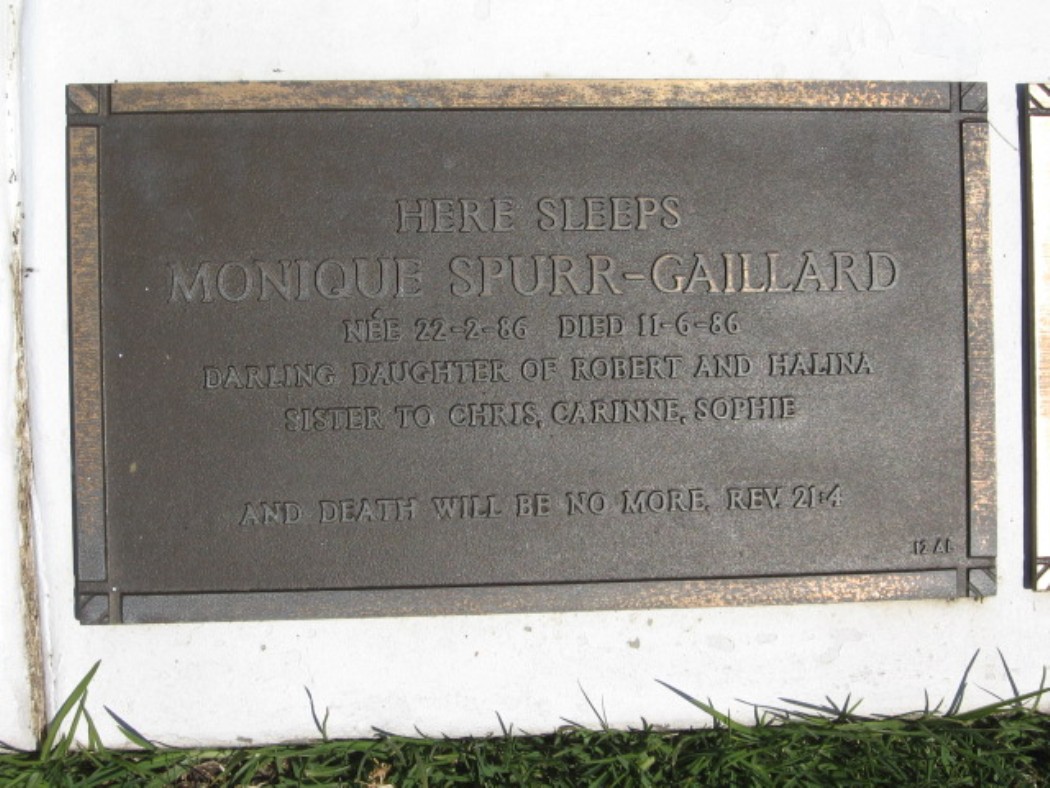 HERE SLEEPS
MONIQUE SPURR-GAILLARD
NÉE 22-2-86 DIED 11-6-86
DARLING DAUGHTER OF ROBERT AND HALINA
SISTER TO CHRIS, CARINNE, SOPHIE
AND DEATH WILL BE NO MORE. REV. 21:4